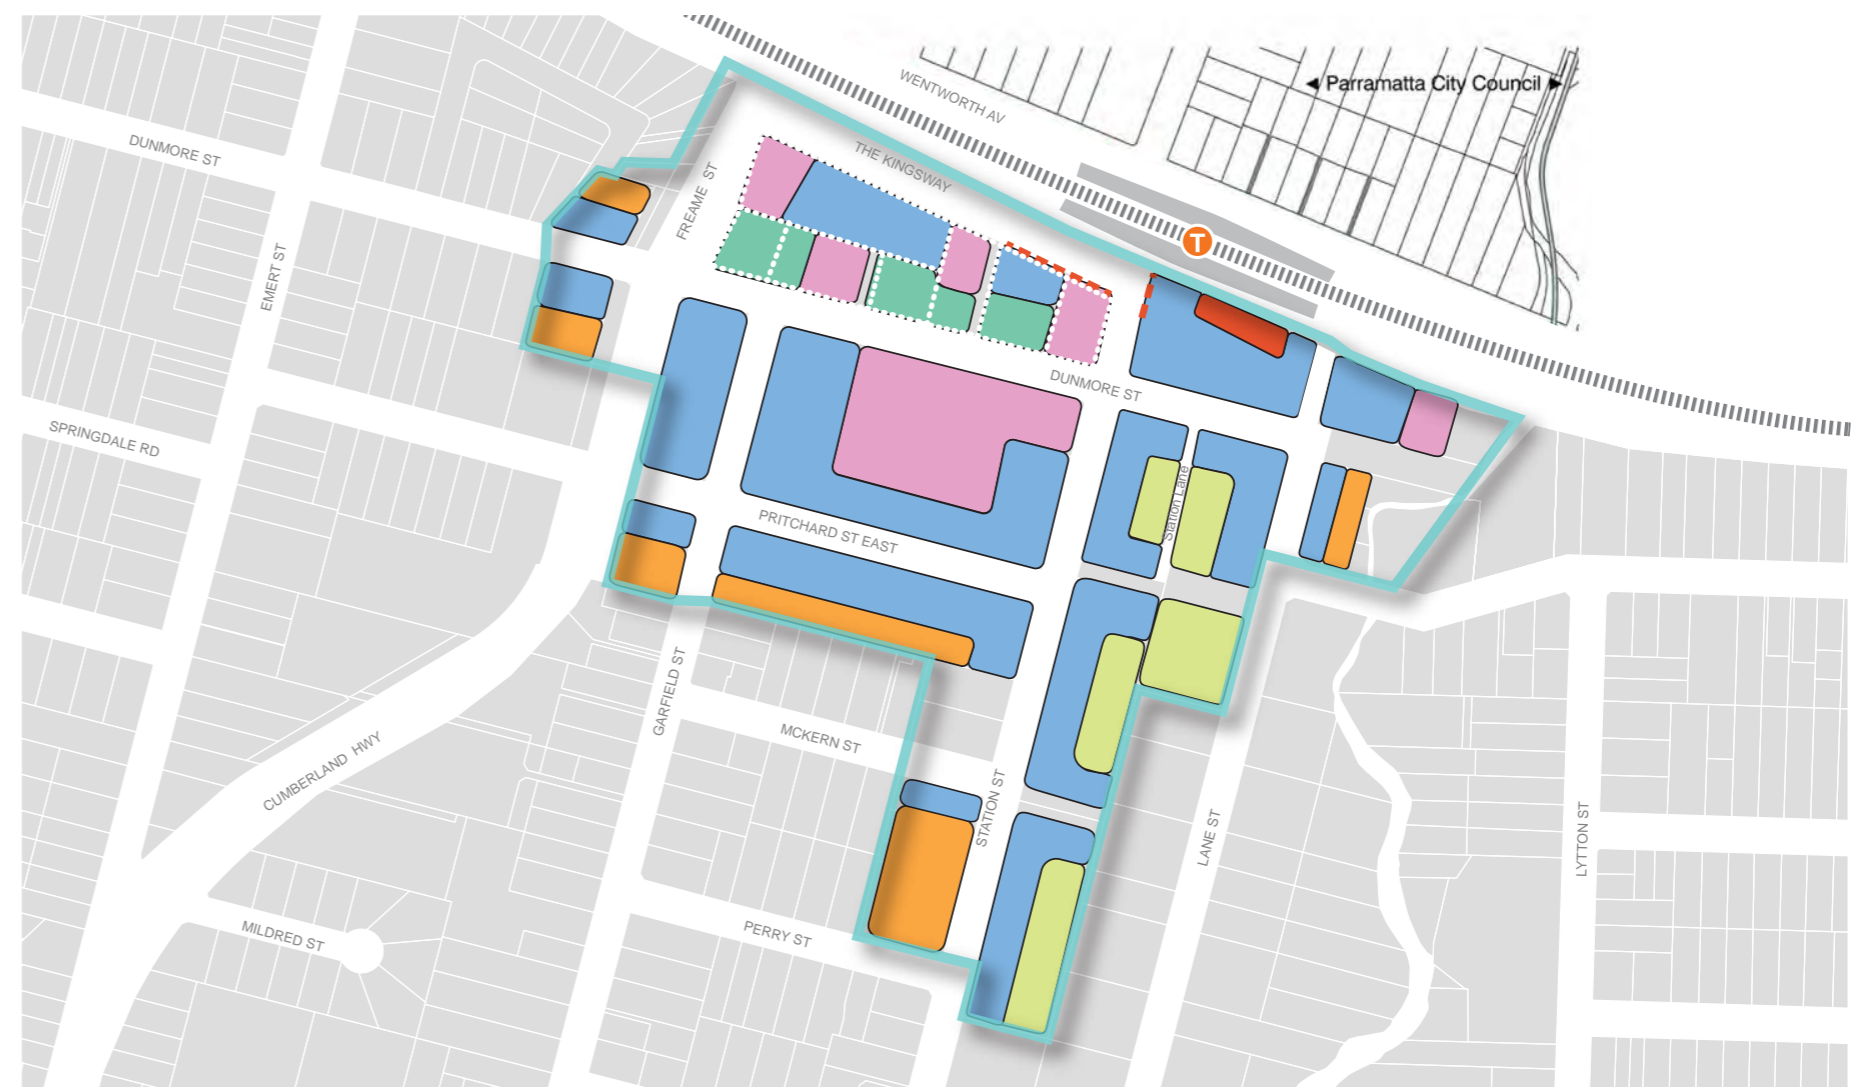 WENTWORTH AV
◄ Parramatta City Council ►
THE KINGSWAY
DUNMORE ST
FREAME ST
T
EMERT ST
DUNMORE ST
SPRINGDALE RD
Station Lane
PRITCHARD ST EAST
GARFIELD ST
MCKERN ST
CUMBERLAND HWY
STATION ST
LANE ST
LYTTON ST
MILDRED ST
PERRY ST